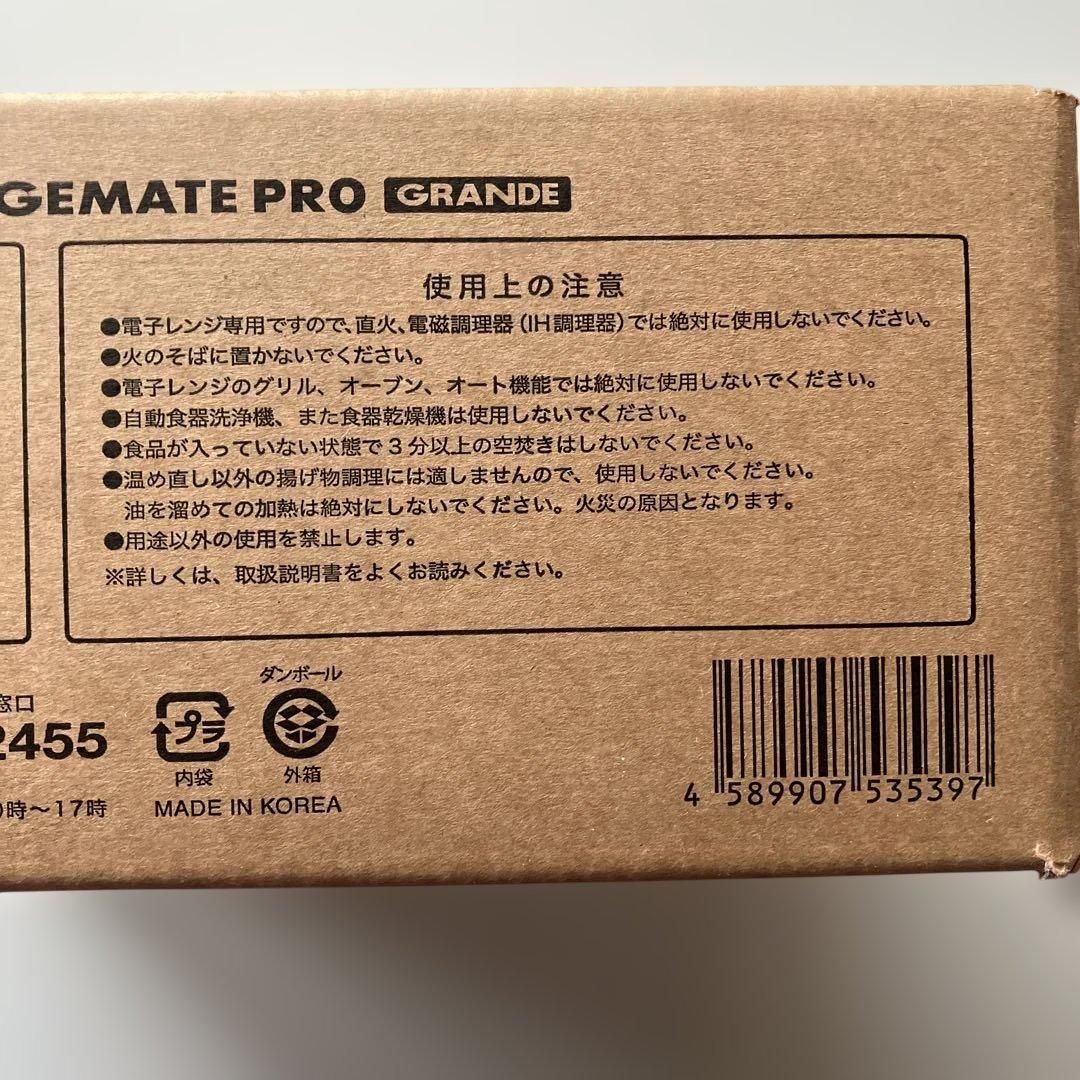 GEMATE PRO GRANDE
使用上の注意
●電子レンジ専用ですので、直火、電磁調理器（IH調理器）では絶対に使用しないでください。
●火のそばに置かないでください。
●電子レンジのグリル、オーブン、オート機能では絶対に使用しないでください。
●自動食器洗浄機、また食器乾燥機は使用しないでください。
●食品が入っていない状態で3分以上の空焚きはしないでください。
●温め直し以外の揚げ物調理には適しませんので、使用しないでください。
油を溜めての加熱は絶対にしないでください。火災の原因となります。
●用途以外の使用を禁止します。
※詳しくは、取扱説明書をよくお読みください。
窓口
2455
0時～17時
プラ
内袋
ダンボール
外箱
MADE IN KOREA
4 589907 535397